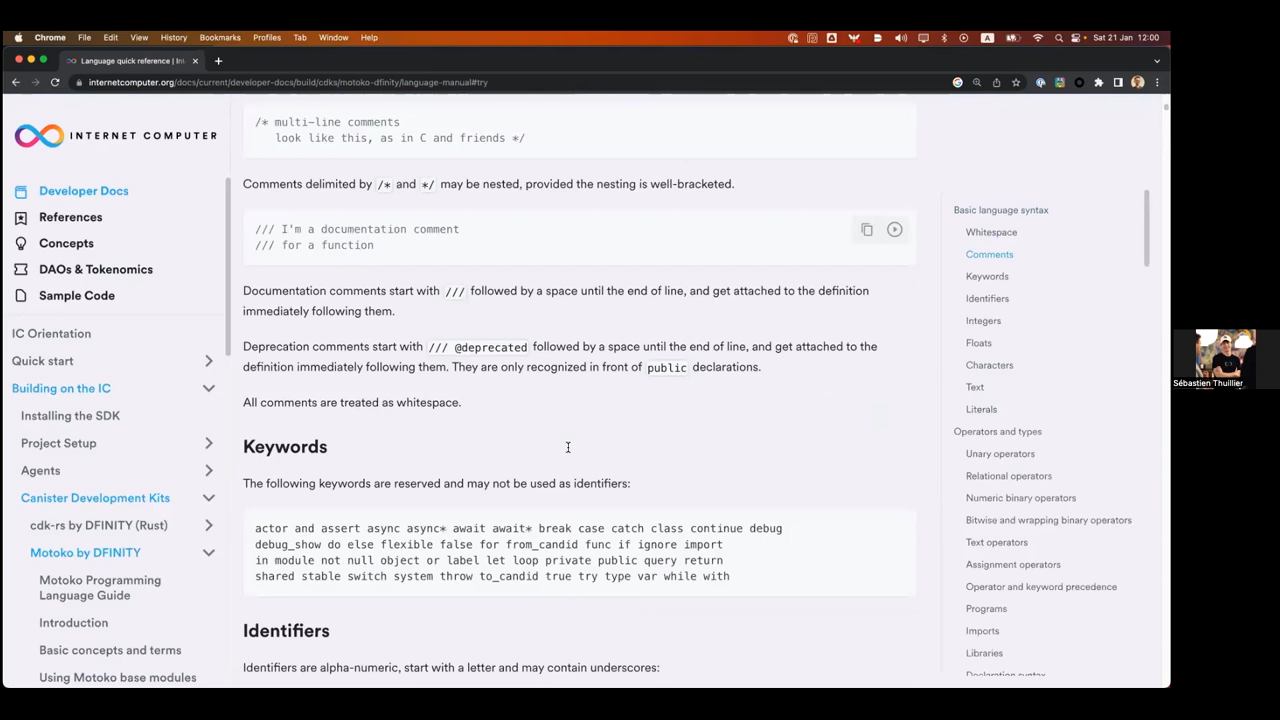 Chrome File Edit View History Bookmarks Profiles Tab Window Help
A
Sat 21 Jan 12:00
Language quick reference | Int
internetcomputer.org/docs/current/developer-docs/build/cdks/motoko-dfinity/language-manual#try
INTERNET COMPUTER
Developer Docs
References
Concepts
DAOs & Tokenomics
Sample Code
IC Orientation
Quick start
Building on the IC
Installing the SDK
Project Setup
Agents
Canister Development Kits
cdk-rs by DFINITY (Rust)
Motoko by DFINITY
Motoko Programming
Language Guide
Introduction
Basic concepts and terms
Using Motoko base modules
/* multi-line comments
look like this, as in C and friends */
Comments delimited by /* and */ may be nested, provided the nesting is well-bracketed.
/// I'm a documentation comment
/// for a function
Documentation comments start with /// followed by a space until the end of line, and get attached to the definition
immediately following them.
Deprecation comments start with /// @deprecated followed by a space until the end of line, and get attached to the
definition immediately following them. They are only recognized in front of public declarations.
All comments are treated as whitespace.
Keywords
The following keywords are reserved and may not be used as identifiers:
actor and assert async async* await await* break case catch class continue debug
debug_show do else flexible false for from_candid func if ignore import
in module not null object or label let loop private public query return
shared stable switch system throw to_candid true try type var while with
Identifiers
Identifiers are alpha-numeric, start with a letter and may contain underscores:
Basic language syntax
Whitespace
Comments
Keywords
Identifiers
Integers
Floats
Characters
Text
Literals
Operators and types
Unary operators
Relational operators
Numeric binary operators
Bitwise and wrapping binary operators
Text operators
Assignment operators
Operator and keyword precedence
Programs
Imports
Libraries
Declaration syntax
Sébastien Thuillier